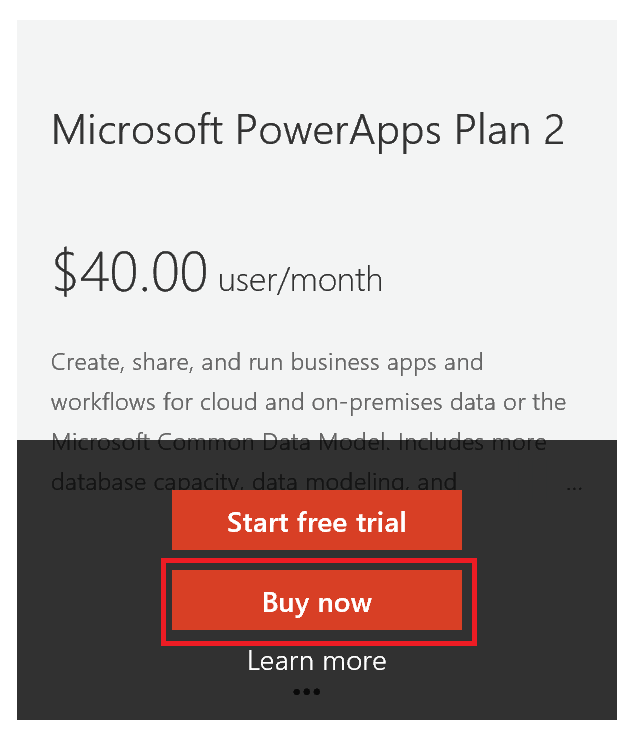 Microsoft PowerApps Plan 2
$40.00 user/month
Create, share, and run business apps and
workflows for cloud and on-premises data or the
Microsoft Common Data Model. Includes more
database capacity, data modeling, and ...
Start free trial
Buy now
Learn more
•••